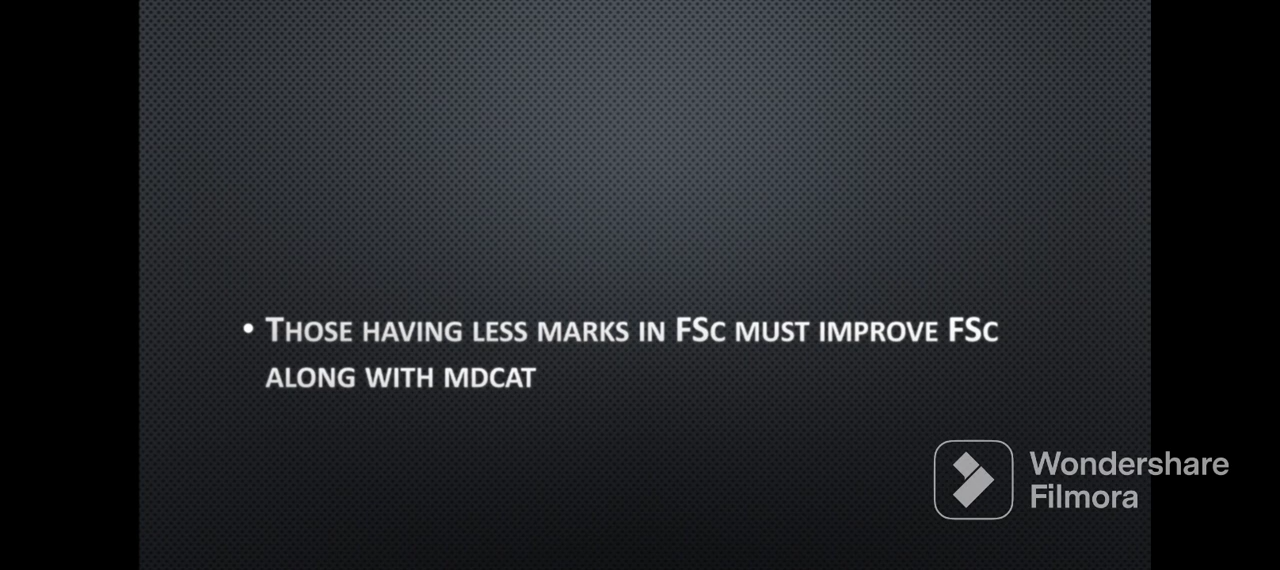 • Those having less marks in FSc must improve FSc
along with mdcat
Wondershare
Filmora